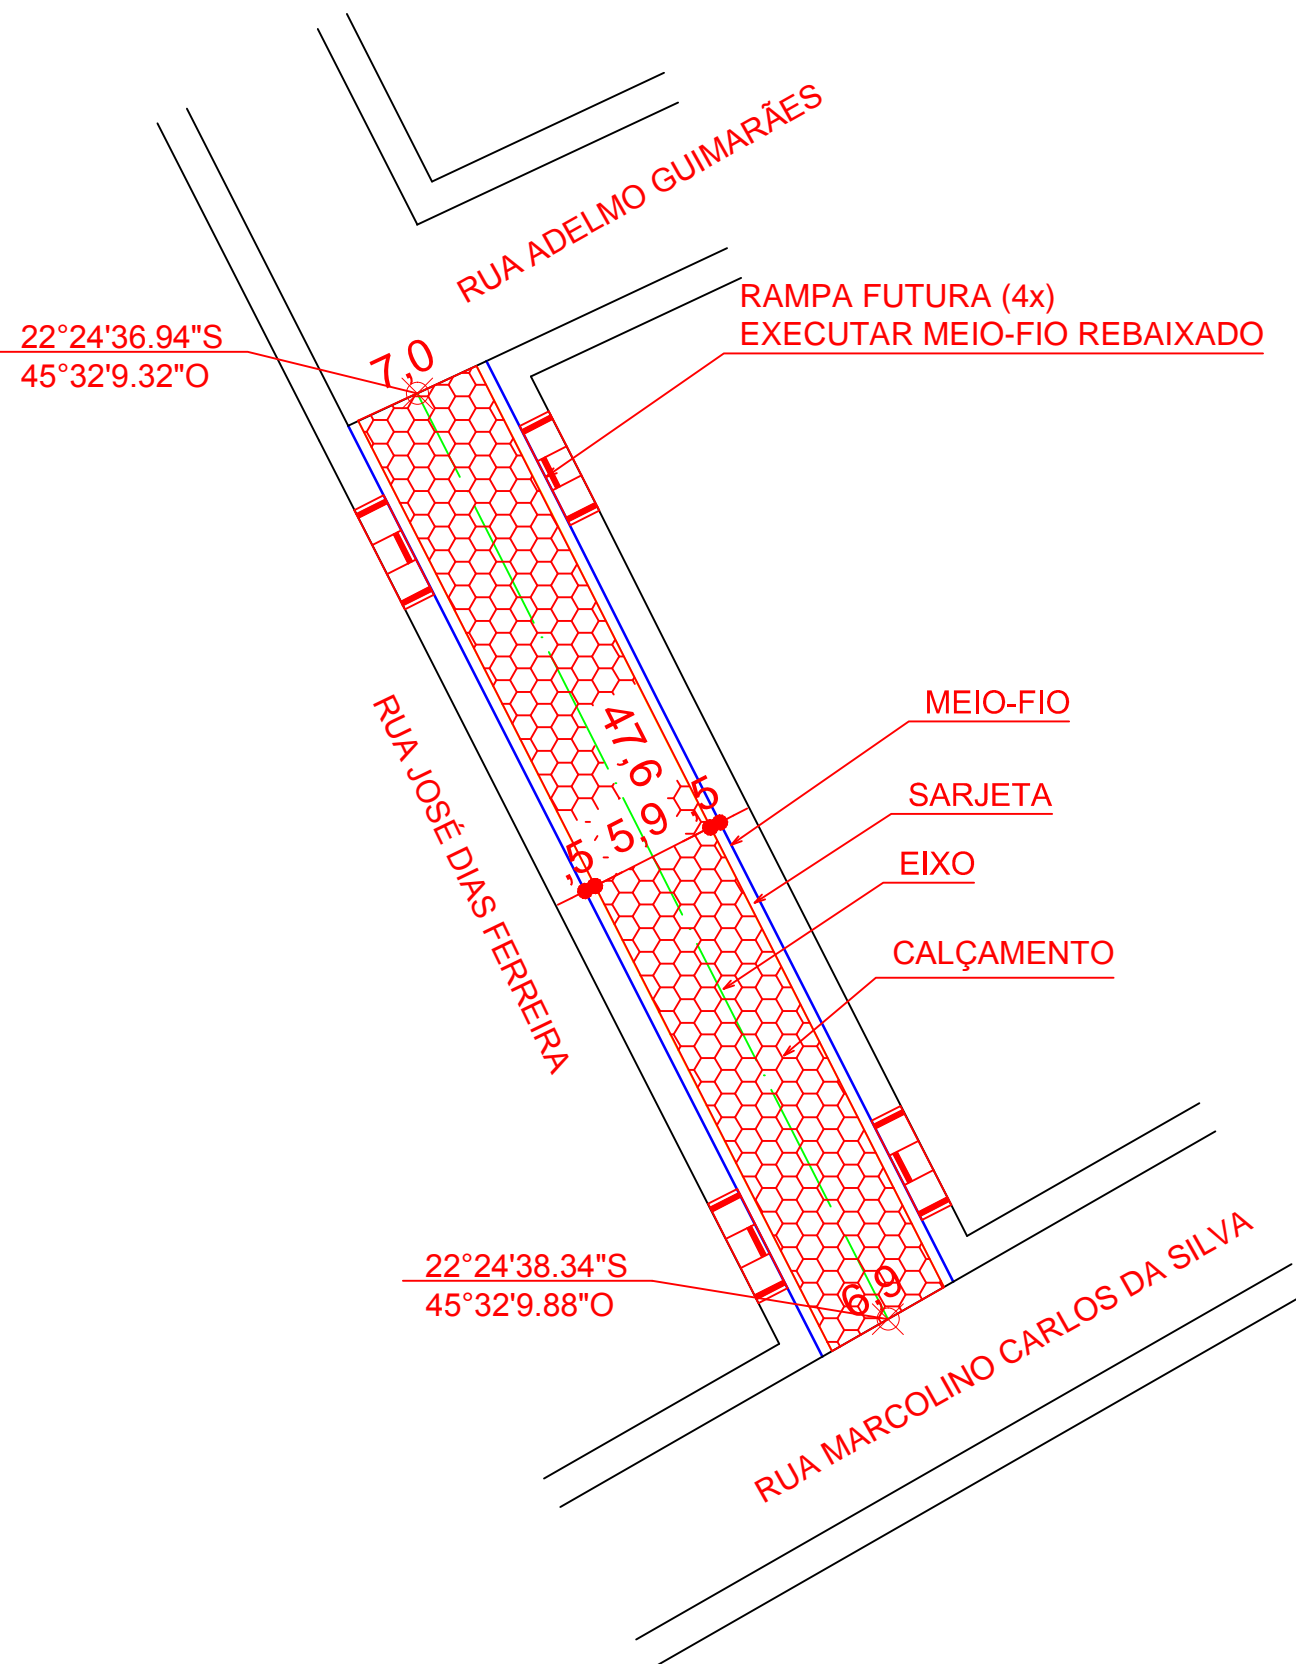 RUA ADELMO GUIMARÃES
RAMPA FUTURA (4x)
EXECUTAR MEIO-FIO REBAIXADO
22°24'36.94"S
45°32'9.32"O
7,0
MEIO-FIO
47,6
SARJETA
,5
5,9
,5
EIXO
RUA JOSÉ DIAS FERREIRA
CALÇAMENTO
22°24'38.34"S
45°32'9.88"O
6,9
RUA MARCOLINO CARLOS DA SILVA